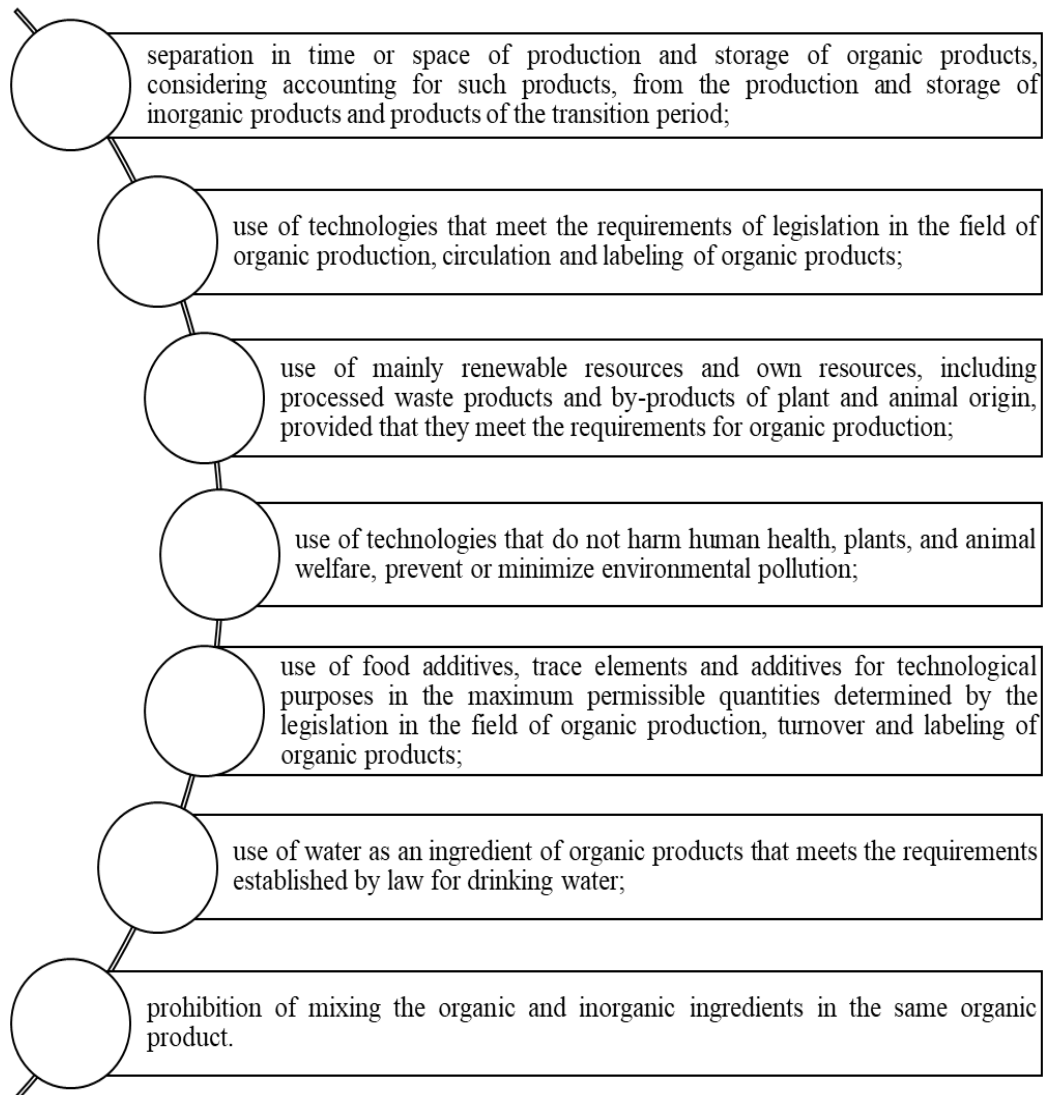 separation in time or space of production and storage of organic products,
considering accounting for such products, from the production and storage of
inorganic products and products of the transition period;
use of technologies that meet the requirements of legislation in the field of
organic production, circulation and labeling of organic products;
use of mainly renewable resources and own resources, including
processed waste products and by-products of plant and animal origin,
provided that they meet the requirements for organic production;
use of technologies that do not harm human health, plants, and animal
welfare, prevent or minimize environmental pollution;
use of food additives, trace elements and additives for technological
purposes in the maximum permissible quantities determined by the
legislation in the field of organic production, turnover and labeling of
organic products;
use of water as an ingredient of organic products that meets the requirements
established by law for drinking water;
prohibition of mixing the organic and inorganic ingredients in the same organic
product.